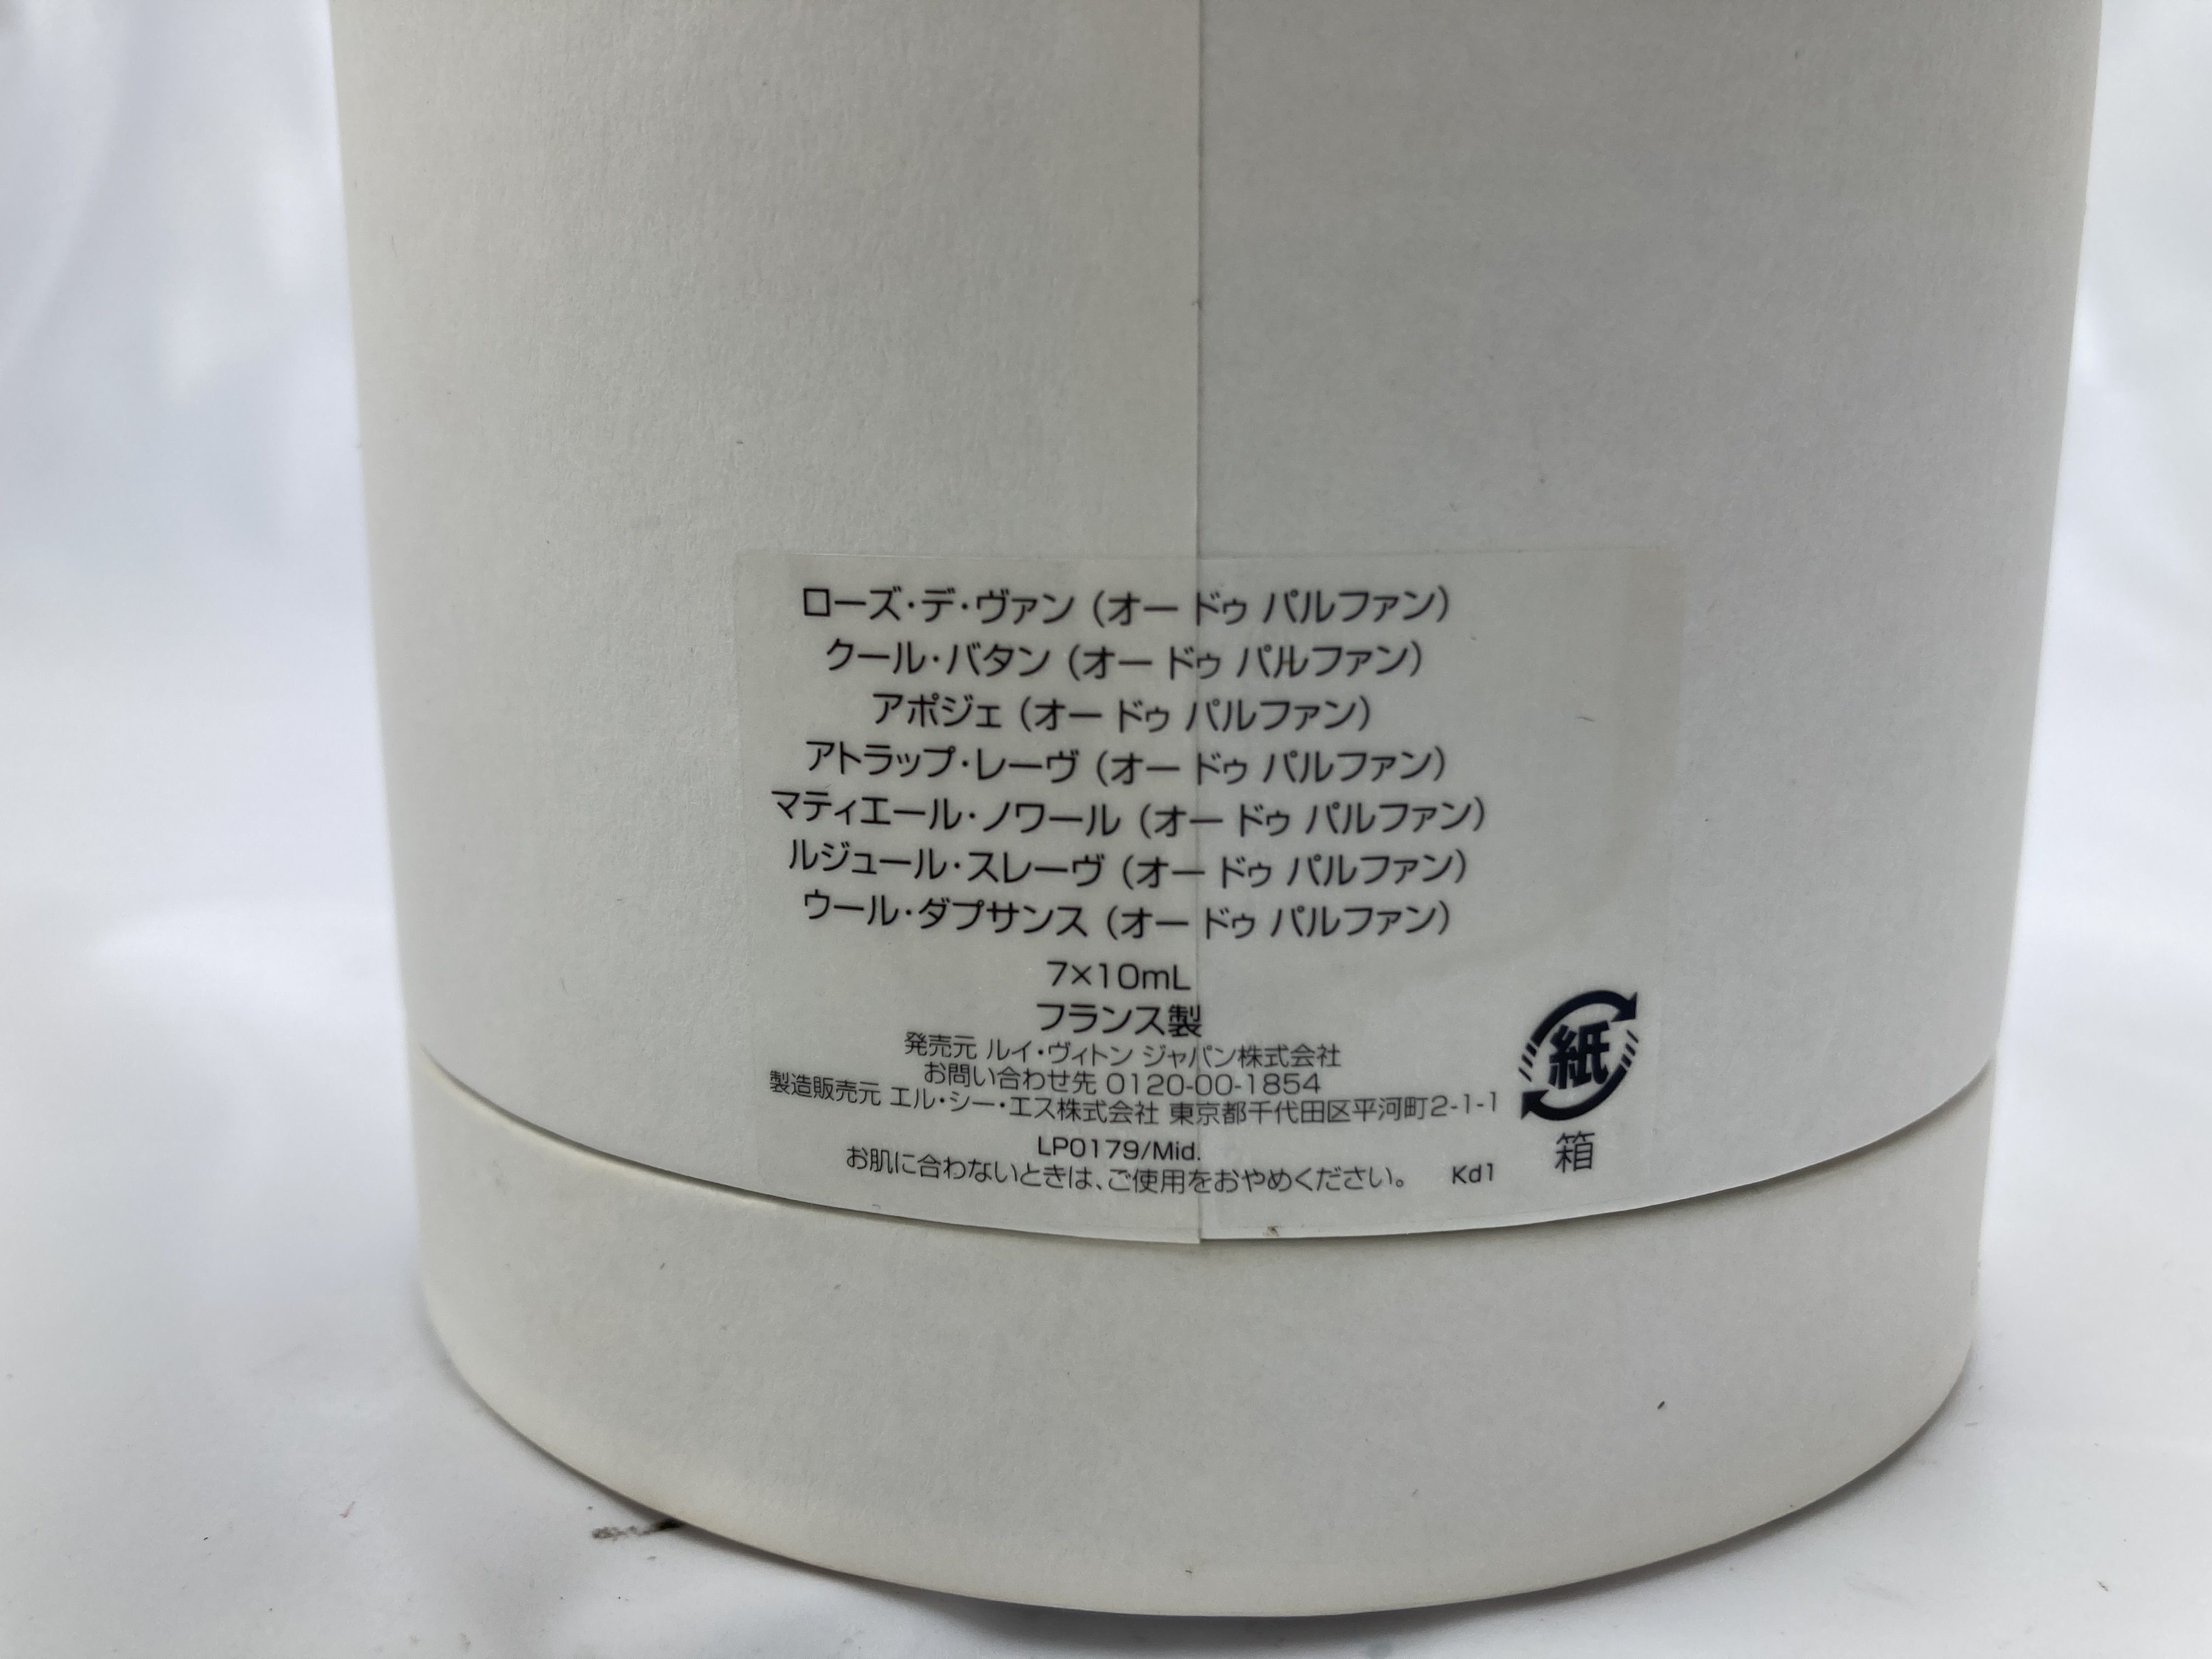 ローズ・デ・ヴァン (オー ドゥ パルファン)
クール・バタン (オー ドゥ パルファン)
アポジェ (オー ドゥ パルファン)
アトラップ・レーヴ (オー ドゥ パルファン)
マティエール・ノワール (オー ドゥ パルファン)
ルジュール・スレーヴ (オー ドゥ パルファン)
ウール・ダプサンス (オー ドゥ パルファン)
7×10mL
フランス製
発売元 ルイ・ヴィトン ジャパン株式会社
お問い合わせ先 0120-00-1854
製造販売元 エル・シー・エス株式会社 東京都千代田区平河町2-1-1
LP0179/Mid.
お肌に合わないときは、ご使用をおやめください。 Kd1
紙
箱